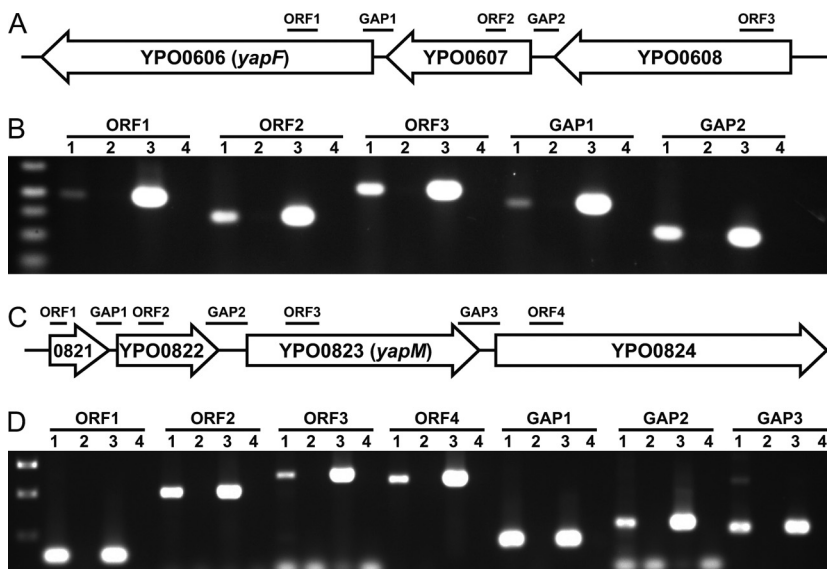 A
ORF1 GAP1 ORF2 GAP2 ORF3
YPO0606 (yapF) YPO0607 YPO0608
B
ORF1 ORF2 ORF3 GAP1 GAP2
1 2 3 4 1 2 3 4 1 2 3 4 1 2 3 4 1 2 3 4
C
ORF1 GAP1 ORF2 GAP2 ORF3 GAP3 ORF4
0821 YPO0822 YPO0823 (yapM) YPO0824
D
ORF1 ORF2 ORF3 ORF4 GAP1 GAP2 GAP3
1 2 3 4 1 2 3 4 1 2 3 4 1 2 3 4 1 2 3 4 1 2 3 4 1 2 3 4